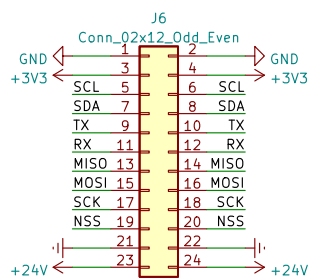 J6
Conn_02x12_Odd_Even
GND 1 2 GND
+3V3 3 4 +3V3
SCL 5 6 SCL
SDA 7 8 SDA
TX 9 10 TX
RX 11 12 RX
MISO 13 14 MISO
MOSI 15 16 MOSI
SCK 17 18 SCK
NSS 19 20 NSS
21 22
+24V 23 24 +24V